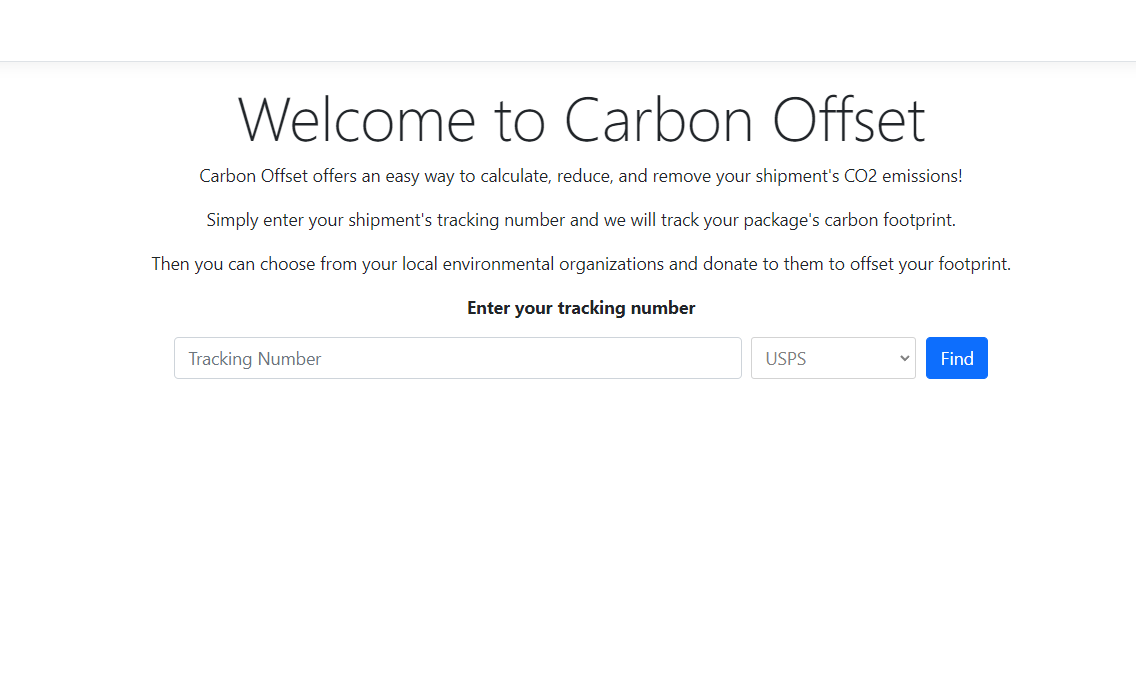 Welcome to Carbon Offset
Carbon Offset offers an easy way to calculate, reduce, and remove your shipment's CO2 emissions!
Simply enter your shipment's tracking number and we will track your package's carbon footprint.
Then you can choose from your local environmental organizations and donate to them to offset your footprint.
Enter your tracking number
Tracking Number USPS Find